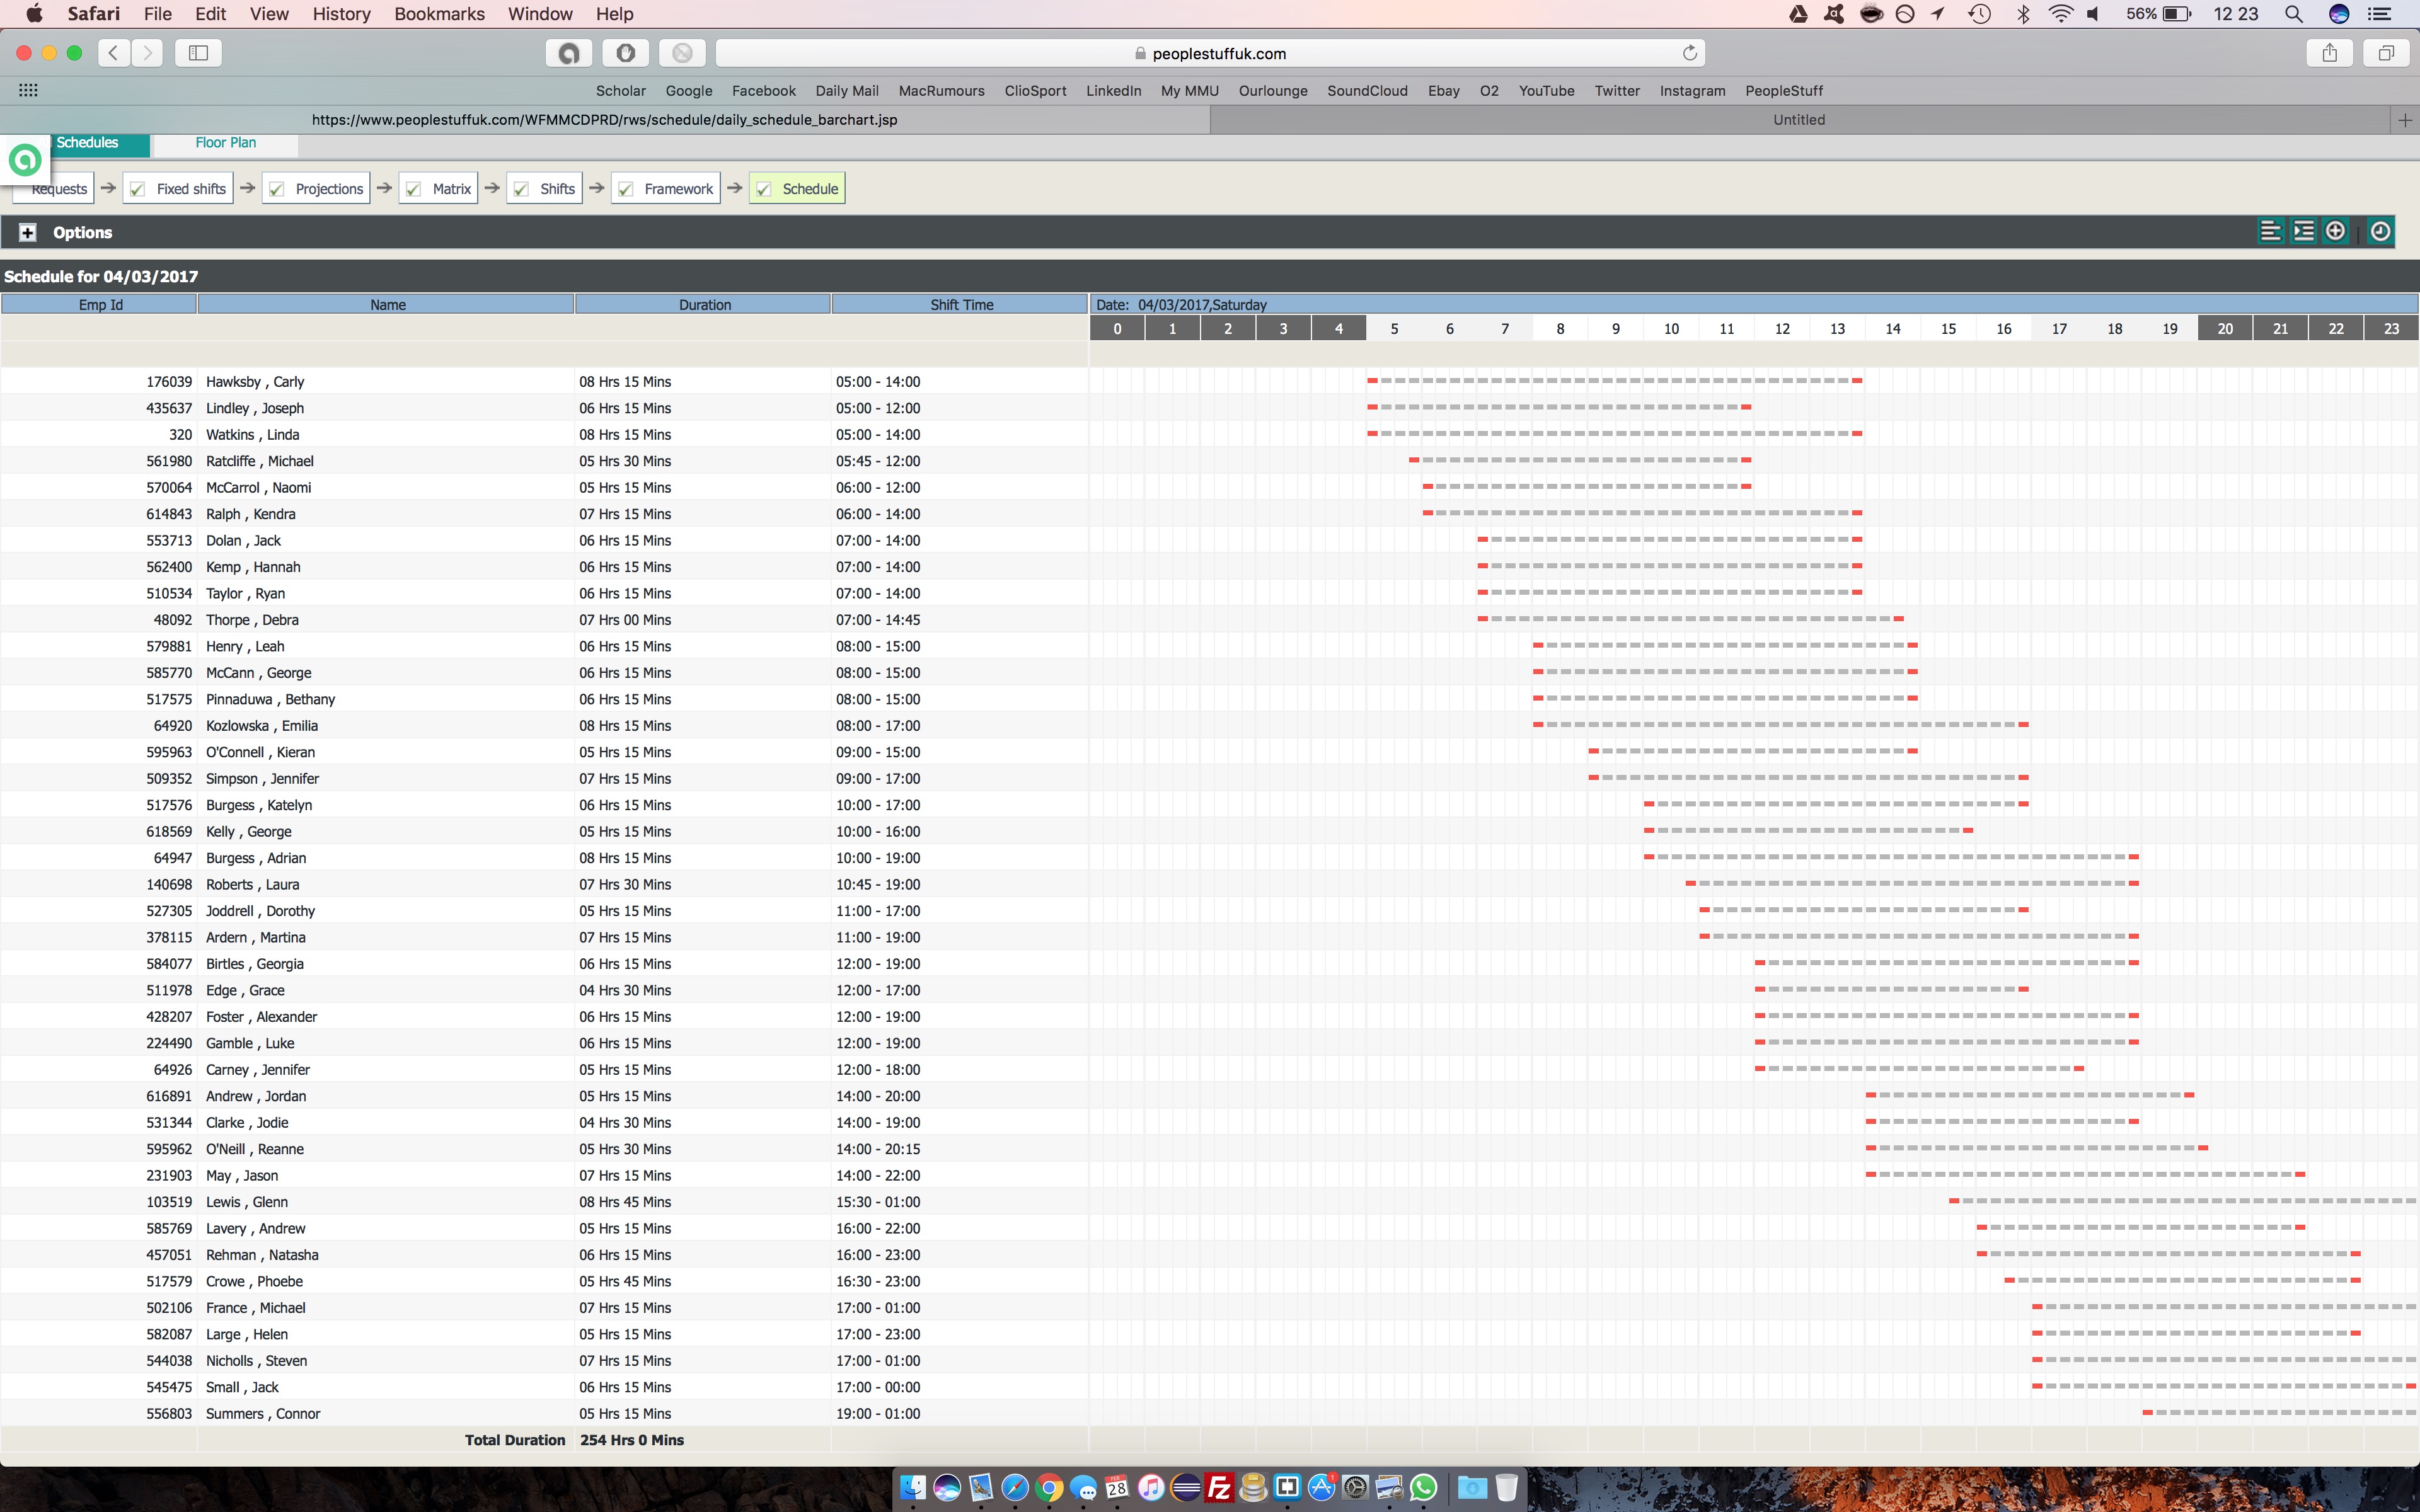 Safari File Edit View History Bookmarks Window Help 56% 12 23
peoplestuffuk.com
Scholar Google Facebook Daily Mail MacRumours ClioSport LinkedIn My MMU Ourlounge SoundCloud Ebay O2 YouTube Twitter Instagram PeopleStuff
https://www.peoplestuffuk.com/WFMMCDPRD/rws/schedule/daily_schedule_barchart.jsp Untitled
Schedules Floor Plan
Requests Fixed shifts Projections Matrix Shifts Framework Schedule
Options
Schedule for 04/03/2017
Emp Id Name Duration Shift Time Date: 04/03/2017,Saturday
0 1 2 3 4 5 6 7 8 9 10 11 12 13 14 15 16 17 18 19 20 21 22 23
176039 Hawksby , Carly 08 Hrs 15 Mins 05:00 - 14:00
435637 Lindley , Joseph 06 Hrs 15 Mins 05:00 - 12:00
320 Watkins , Linda 08 Hrs 15 Mins 05:00 - 14:00
561980 Ratcliffe , Michael 05 Hrs 30 Mins 05:45 - 12:00
570064 McCarrol , Naomi 05 Hrs 15 Mins 06:00 - 12:00
614843 Ralph , Kendra 07 Hrs 15 Mins 06:00 - 14:00
553713 Dolan , Jack 06 Hrs 15 Mins 07:00 - 14:00
562400 Kemp , Hannah 06 Hrs 15 Mins 07:00 - 14:00
510534 Taylor , Ryan 06 Hrs 15 Mins 07:00 - 14:00
48092 Thorpe , Debra 07 Hrs 00 Mins 07:00 - 14:45
579881 Henry , Leah 06 Hrs 15 Mins 08:00 - 15:00
585770 McCann , George 06 Hrs 15 Mins 08:00 - 15:00
517575 Pinnaduwa , Bethany 06 Hrs 15 Mins 08:00 - 15:00
64920 Kozlowska , Emilia 08 Hrs 15 Mins 08:00 - 17:00
595963 O'Connell , Kieran 05 Hrs 15 Mins 09:00 - 15:00
509352 Simpson , Jennifer 07 Hrs 15 Mins 09:00 - 17:00
517576 Burgess , Katelyn 06 Hrs 15 Mins 10:00 - 17:00
618569 Kelly , George 05 Hrs 15 Mins 10:00 - 16:00
64947 Burgess , Adrian 08 Hrs 15 Mins 10:00 - 19:00
140698 Roberts , Laura 07 Hrs 30 Mins 10:45 - 19:00
527305 Joddrell , Dorothy 05 Hrs 15 Mins 11:00 - 17:00
378115 Ardern , Martina 07 Hrs 15 Mins 11:00 - 19:00
584077 Birtles , Georgia 06 Hrs 15 Mins 12:00 - 19:00
511978 Edge , Grace 04 Hrs 30 Mins 12:00 - 17:00
428207 Foster , Alexander 06 Hrs 15 Mins 12:00 - 19:00
224490 Gamble , Luke 06 Hrs 15 Mins 12:00 - 19:00
64926 Carney , Jennifer 05 Hrs 15 Mins 12:00 - 18:00
616891 Andrew , Jordan 05 Hrs 15 Mins 14:00 - 20:00
531344 Clarke , Jodie 04 Hrs 30 Mins 14:00 - 19:00
595962 O'Neill , Reanne 05 Hrs 30 Mins 14:00 - 20:15
231903 May , Jason 07 Hrs 15 Mins 14:00 - 22:00
103519 Lewis , Glenn 08 Hrs 45 Mins 15:30 - 01:00
585769 Lavery , Andrew 05 Hrs 15 Mins 16:00 - 22:00
457051 Rehman , Natasha 06 Hrs 15 Mins 16:00 - 23:00
517579 Crowe , Phoebe 05 Hrs 45 Mins 16:30 - 23:00
502106 France , Michael 07 Hrs 15 Mins 17:00 - 01:00
582087 Large , Helen 05 Hrs 15 Mins 17:00 - 23:00
544038 Nicholls , Steven 07 Hrs 15 Mins 17:00 - 01:00
545475 Small , Jack 06 Hrs 15 Mins 17:00 - 00:00
556803 Summers , Connor 05 Hrs 15 Mins 19:00 - 01:00
Total Duration 254 Hrs 0 Mins
FEB
28
Fz
1